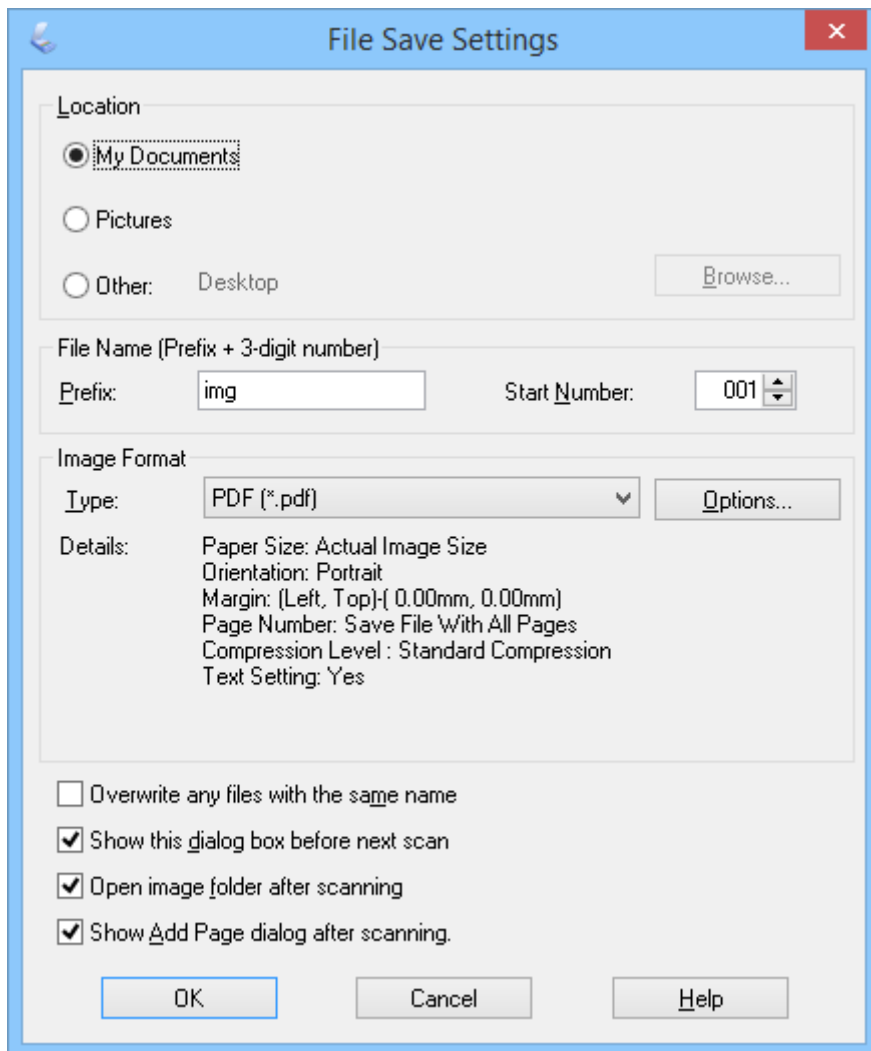 File Save Settings
Location
My Documents
Pictures
Other: Desktop Browse...
File Name (Prefix + 3-digit number)
Prefix: img Start Number: 001
Image Format
Type: PDF (*.pdf) Options...
Details: Paper Size: Actual Image Size
Orientation: Portrait
Margin: (Left, Top)-( 0.00mm, 0.00mm)
Page Number: Save File With All Pages
Compression Level : Standard Compression
Text Setting: Yes
Overwrite any files with the same name
Show this dialog box before next scan
Open image folder after scanning
Show Add Page dialog after scanning.
OK Cancel Help